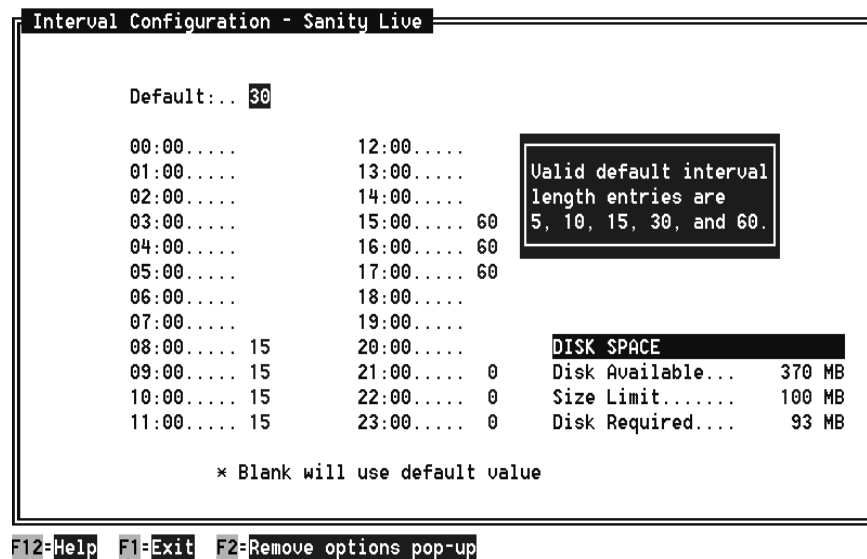 Interval Configuration - Sanity Live
Default:.. 30
00:00..... 12:00.....
01:00..... 13:00.....
02:00..... 14:00.....
03:00..... 15:00..... 60
04:00..... 16:00..... 60
05:00..... 17:00..... 60
06:00..... 18:00.....
07:00..... 19:00.....
08:00..... 15 20:00.....
09:00..... 15 21:00..... 0
10:00..... 15 22:00..... 0
11:00..... 15 23:00..... 0
Valid default interval
length entries are
5, 10, 15, 30, and 60.
DISK SPACE
Disk Available... 370 MB
Size Limit....... 100 MB
Disk Required.... 93 MB
* Blank will use default value
F12=Help F1=Exit F2=Remove options pop-up